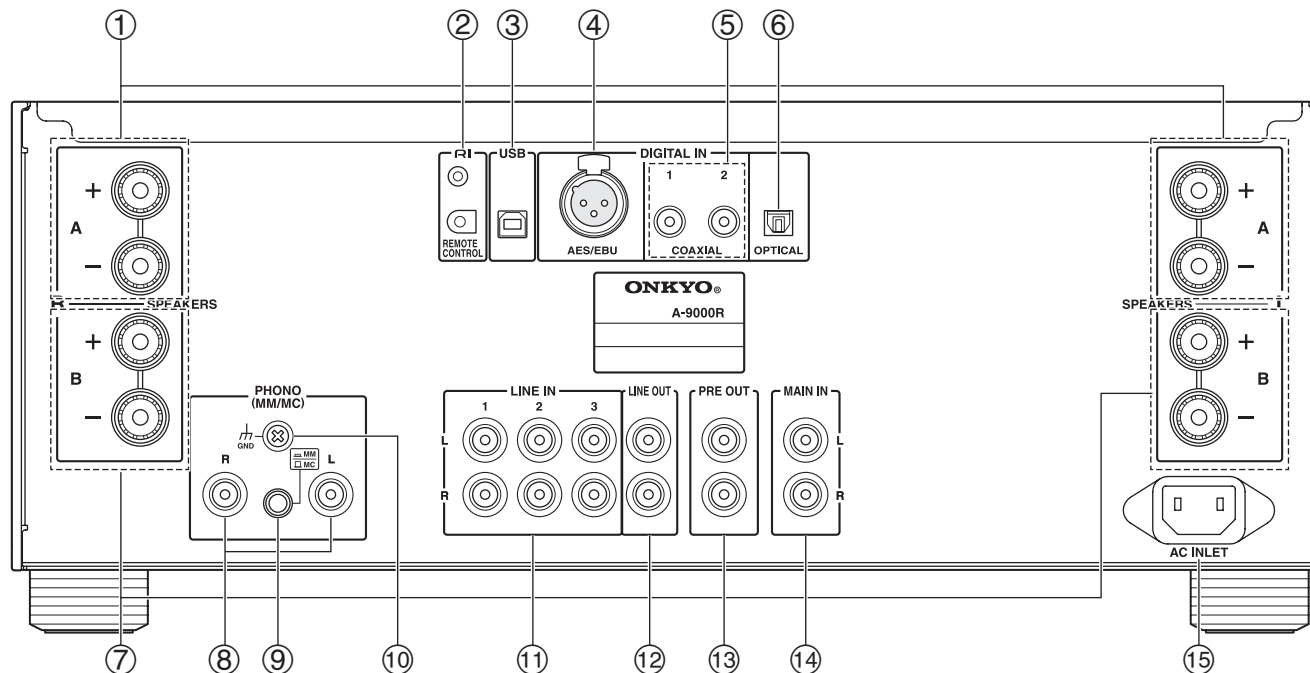 ① ② ③ ④ ⑤ ⑥
RI USB DIGITAL IN
1 2
+ +
A A
REMOTE CONTROL AES/EBU COAXIAL OPTICAL
− −
R SPEAKERS SPEAKERS L
ONKYO®
A-9000R
+ +
B B
− −
PHONO
(MM/MC)
GND
MM
MC
R L
LINE IN LINE OUT PRE OUT MAIN IN
1 2 3
L L
R R
AC INLET
⑦ ⑧ ⑨ ⑩ ⑪ ⑫ ⑬ ⑭ ⑮